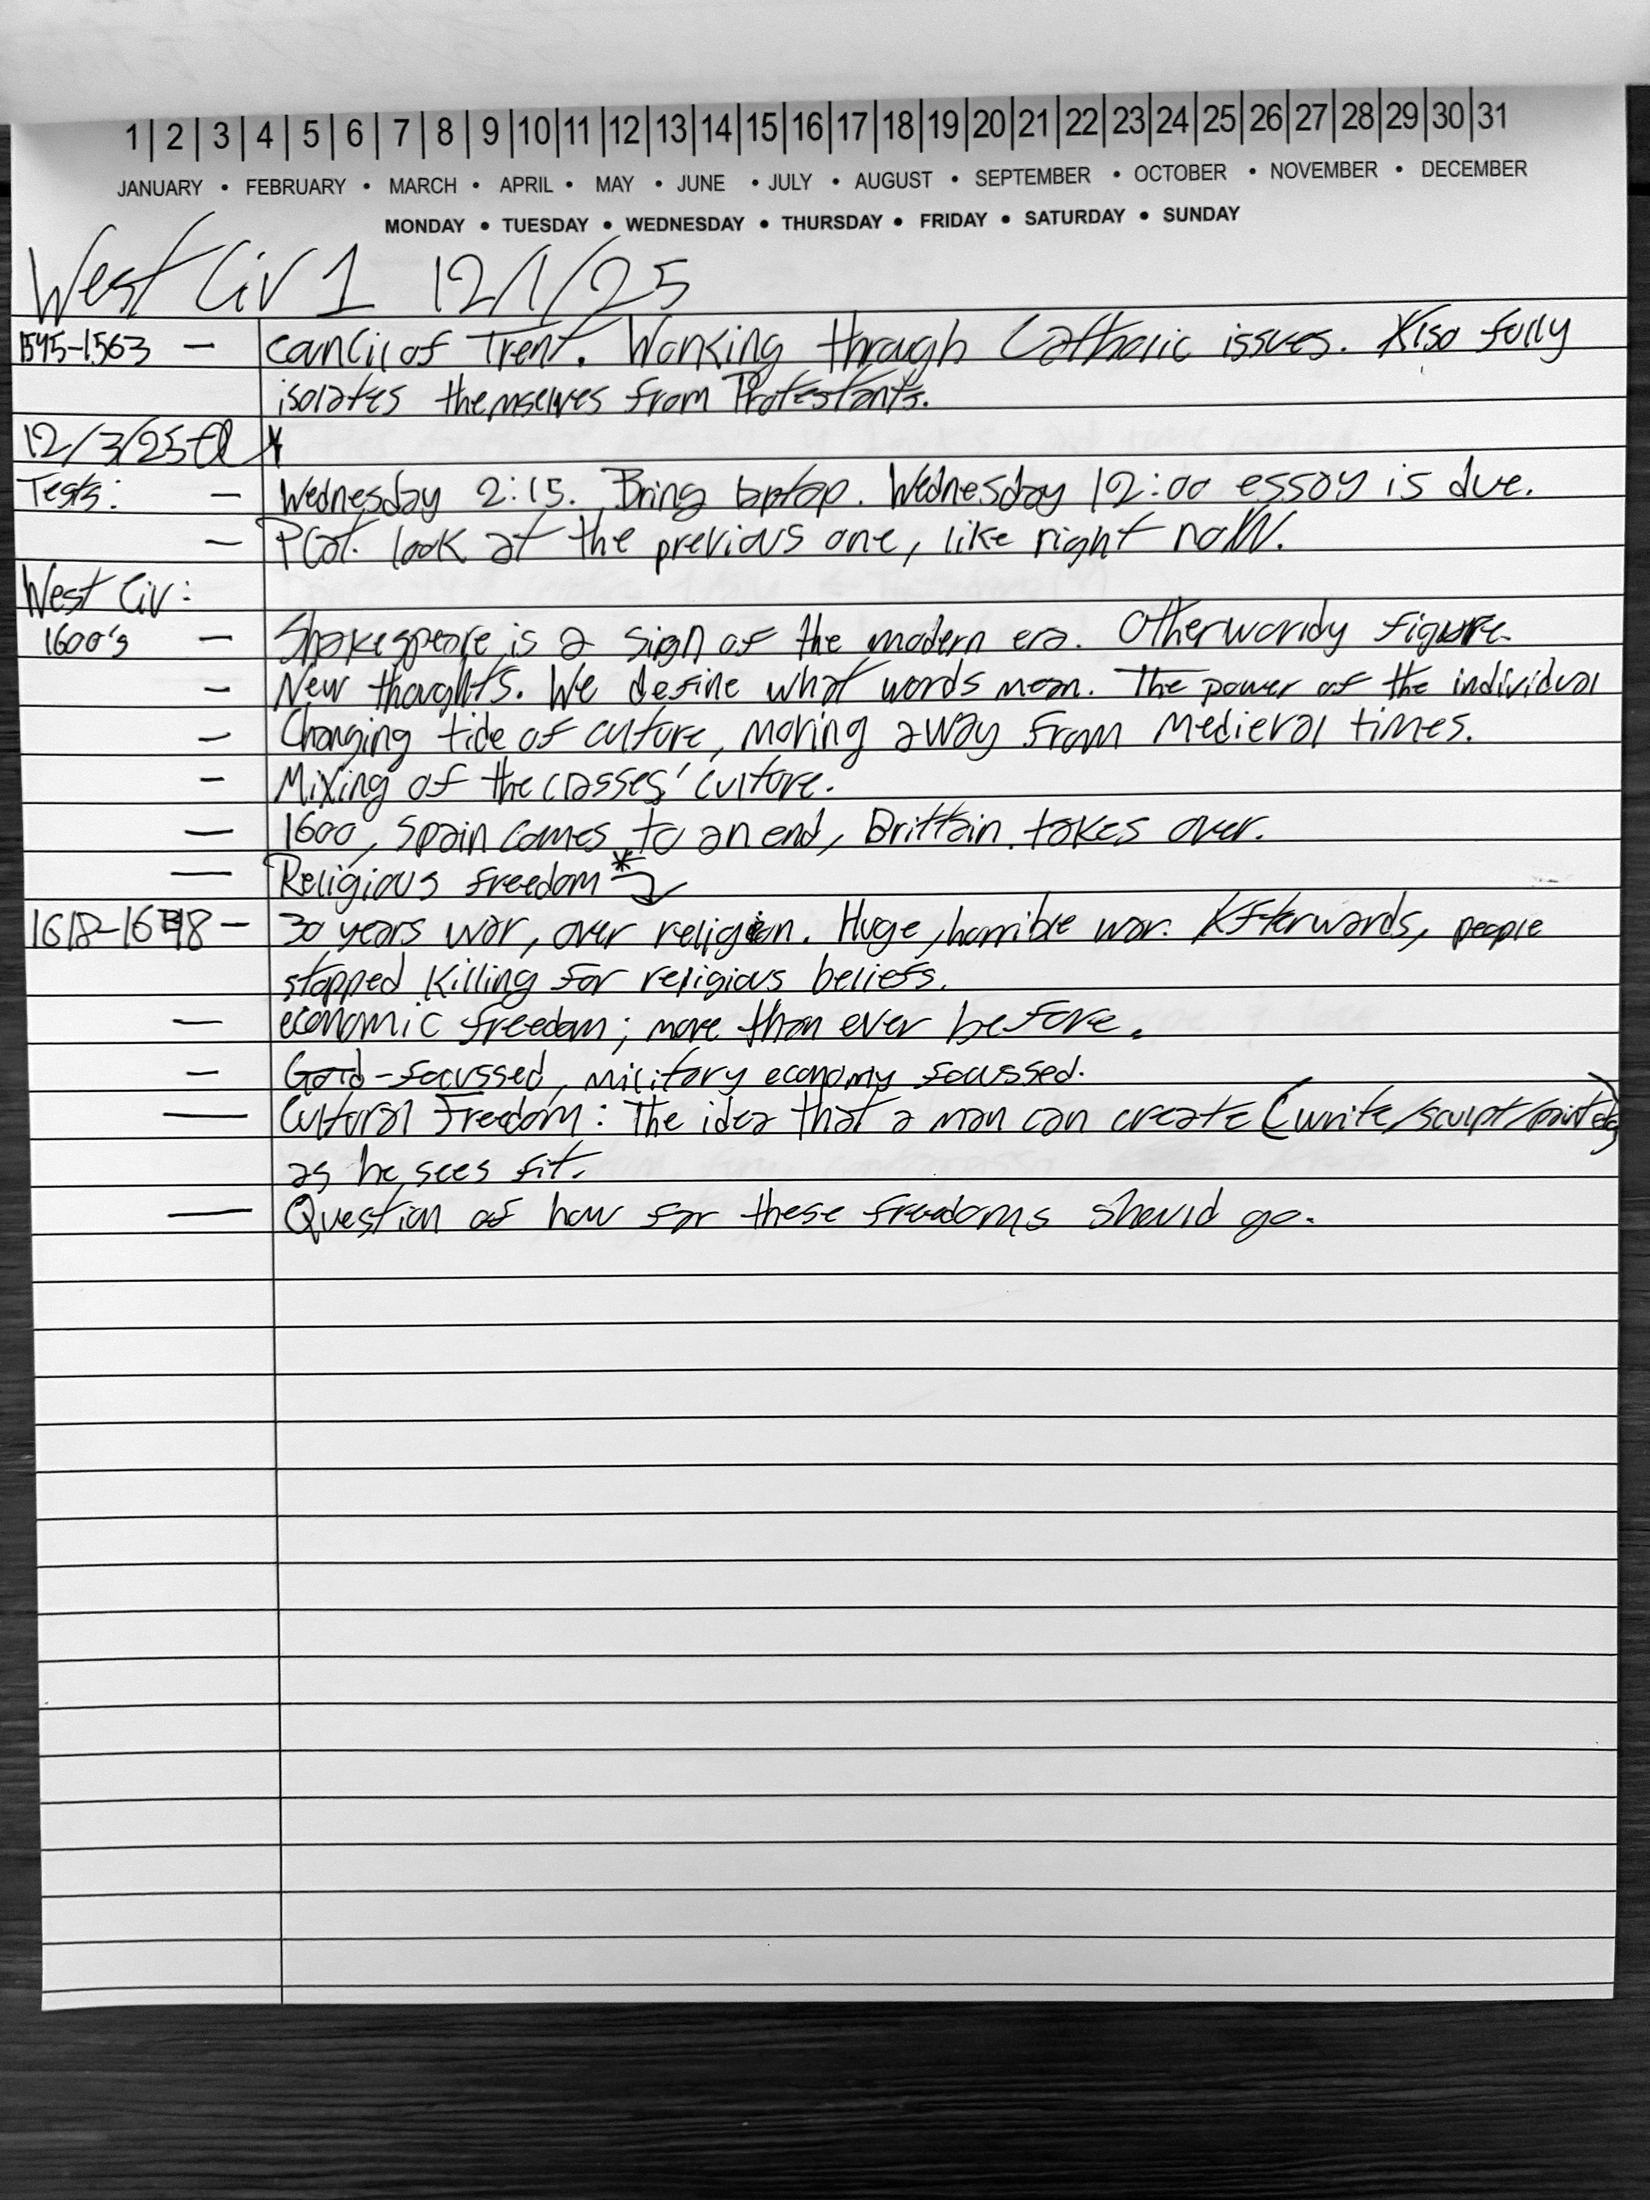 1|2|3|4|5|6|7|8|9|10|11|12|13|14|15|16|17|18|19|20|21|22|23|24|25|26|27|28|29|30|31
JANUARY • FEBRUARY • MARCH • APRIL • MAY • JUNE • JULY • AUGUST • SEPTEMBER • OCTOBER • NOVEMBER • DECEMBER
MONDAY • TUESDAY • WEDNESDAY • THURSDAY • FRIDAY • SATURDAY • SUNDAY
West Civ 1 12/1/25
1545-1563 — Council of Trent. Working through Catholic issues. Also fully
isolates themselves from Protestants.
12/3/25
Tests: — Wednesday 2:15. Bring laptop. Wednesday 12:00 essay is due.
— look at the previous one, like right now.
West Civ:
1600's — Shakespeare is a sign of the modern era. Otherworldy figure.
— New thoughts. We define what words mean. The power of the individual
— Changing tide of culture, moving away from Medieval times.
— Mixing of the classes' culture.
— 1600, Spain comes to an end, Brittain takes over.
— Religious freedom *
1618-1648 — 30 years war, over religion. Huge, horrible war. Afterwards, people
stopped killing for religious beliefs.
— economic freedom; more than ever before.
— Gold-focussed, military economy focussed.
— Cultural Freedom: The idea that a man can create (write/sculpt/paint etc)
as he sees fit.
— Question of how far these freedoms should go.